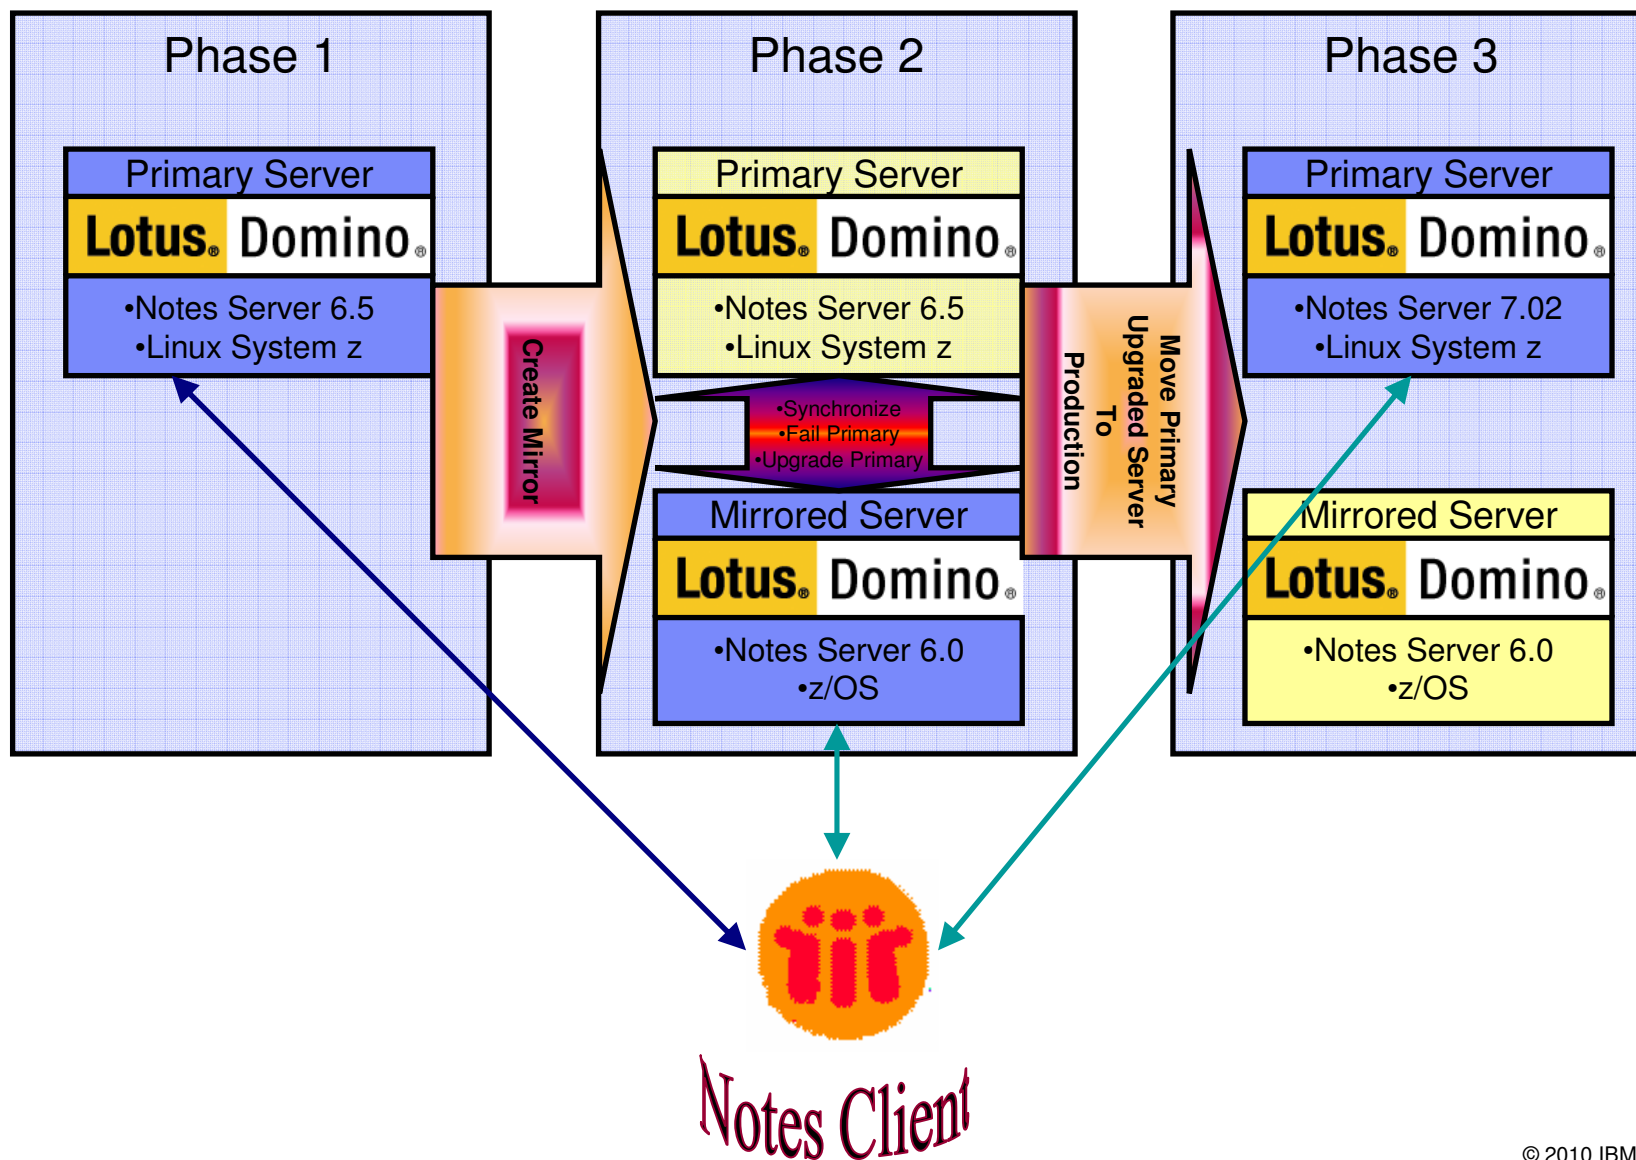 Phase 1
Primary Server
Lotus® Domino®
•Notes Server 6.5
•Linux System z
Create Mirror
Phase 2
Primary Server
Lotus® Domino®
•Notes Server 6.5
•Linux System z
•Synchronize
•Fail Primary
•Upgrade Primary
Mirrored Server
Lotus® Domino®
•Notes Server 6.0
•z/OS
Move Primary
Upgraded Server
To
Production
Phase 3
Primary Server
Lotus® Domino®
•Notes Server 7.02
•Linux System z
Mirrored Server
Lotus® Domino®
•Notes Server 6.0
•z/OS
Notes Client
© 2010 IBM